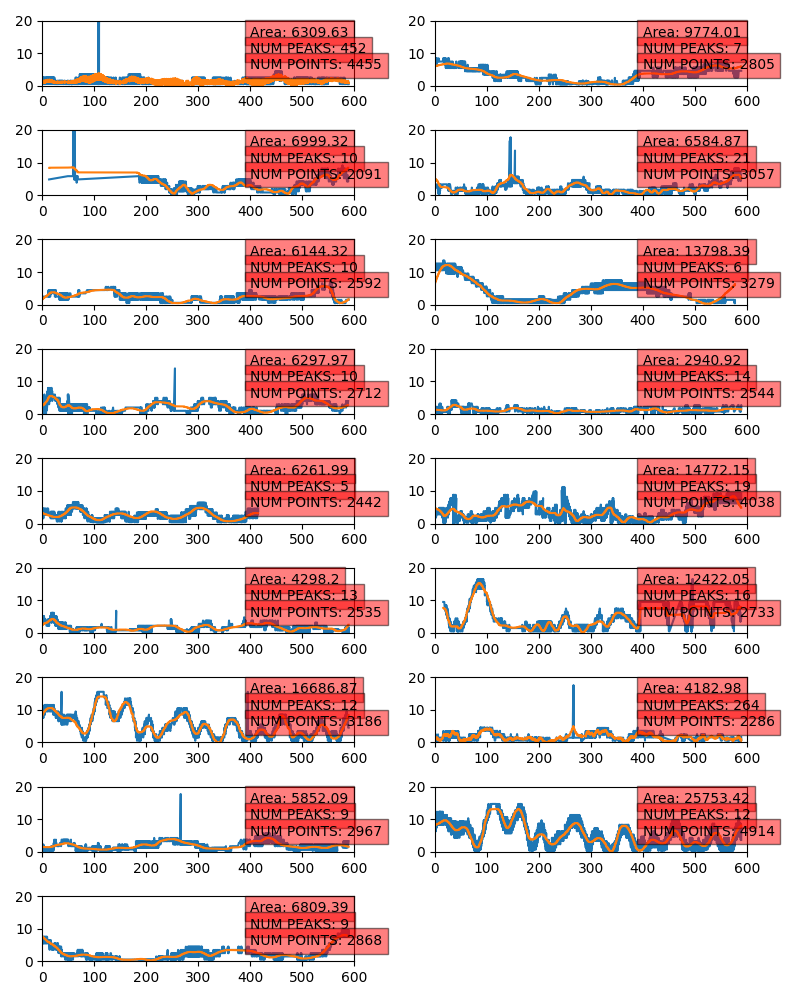 20
10
0
0 100 200 300 400 500 600
Area: 6309.63
NUM PEAKS: 452
NUM POINTS: 4455
20
10
0
0 100 200 300 400 500 600
Area: 9774.01
NUM PEAKS: 7
NUM POINTS: 2805
20
10
0
0 100 200 300 400 500 600
Area: 6999.32
NUM PEAKS: 10
NUM POINTS: 2091
20
10
0
0 100 200 300 400 500 600
Area: 6584.87
NUM PEAKS: 21
NUM POINTS: 3057
20
10
0
0 100 200 300 400 500 600
Area: 6144.32
NUM PEAKS: 10
NUM POINTS: 2592
20
10
0
0 100 200 300 400 500 600
Area: 13798.39
NUM PEAKS: 6
NUM POINTS: 3279
20
10
0
0 100 200 300 400 500 600
Area: 6297.97
NUM PEAKS: 10
NUM POINTS: 2712
20
10
0
0 100 200 300 400 500 600
Area: 2940.92
NUM PEAKS: 14
NUM POINTS: 2544
20
10
0
0 100 200 300 400 500 600
Area: 6261.99
NUM PEAKS: 5
NUM POINTS: 2442
20
10
0
0 100 200 300 400 500 600
Area: 14772.15
NUM PEAKS: 19
NUM POINTS: 4038
20
10
0
0 100 200 300 400 500 600
Area: 4298.2
NUM PEAKS: 13
NUM POINTS: 2535
20
10
0
0 100 200 300 400 500 600
Area: 12422.05
NUM PEAKS: 16
NUM POINTS: 2733
20
10
0
0 100 200 300 400 500 600
Area: 16686.87
NUM PEAKS: 12
NUM POINTS: 3186
20
10
0
0 100 200 300 400 500 600
Area: 4182.98
NUM PEAKS: 264
NUM POINTS: 2286
20
10
0
0 100 200 300 400 500 600
Area: 5852.09
NUM PEAKS: 9
NUM POINTS: 2967
20
10
0
0 100 200 300 400 500 600
Area: 25753.42
NUM PEAKS: 12
NUM POINTS: 4914
20
10
0
0 100 200 300 400 500 600
Area: 6809.39
NUM PEAKS: 9
NUM POINTS: 2868